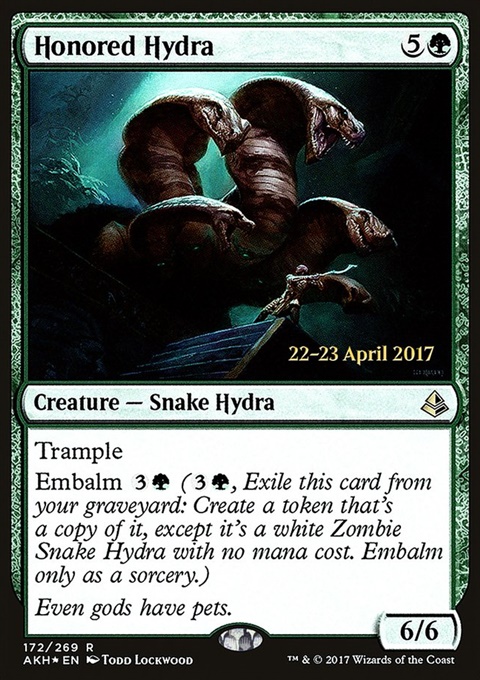 Honored Hydra 5
22–23 April 2017
Creature — Snake Hydra
Trample
Embalm 3 ( 3 , Exile this card from
your graveyard: Create a token that's
a copy of it, except it's a white Zombie
Snake Hydra with no mana cost. Embalm
only as a sorcery.)
Even gods have pets.
6/6
172/269 R
AKH★EN Todd Lockwood
™ & © 2017 Wizards of the Coast